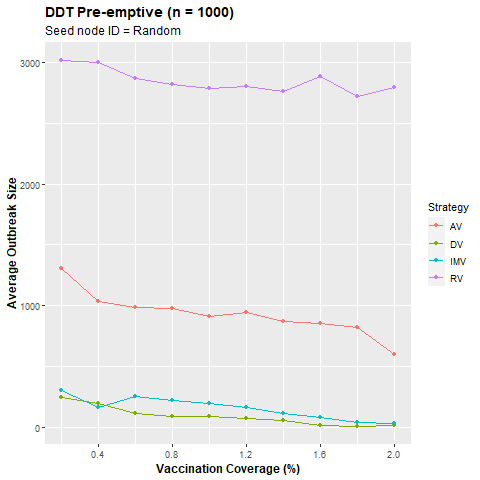 DDT Pre-emptive (n = 1000)
Seed node ID = Random
3000
2000
1000
0
Average Outbreak Size
0.4 0.8 1.2 1.6 2.0
Vaccination Coverage (%)
Strategy
AV
DV
IMV
RV